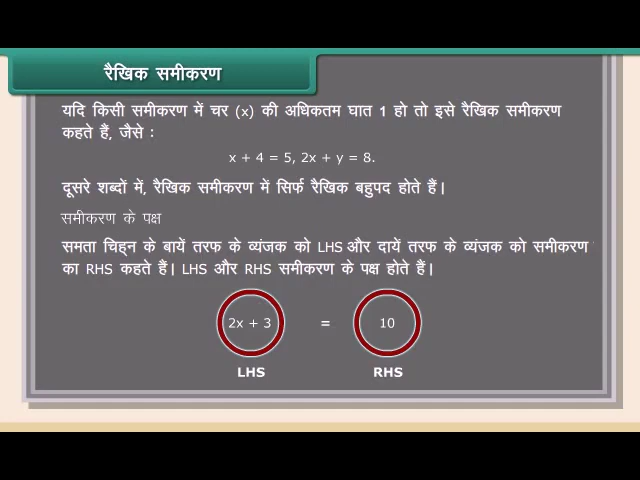 रैखिक समीकरण
यदि किसी समीकरण में चर (x) की अधिकतम घात 1 हो तो इसे रैखिक समीकरण
कहते हैं, जैसे :
x + 4 = 5, 2x + y = 8.
दूसरे शब्दों में, रैखिक समीकरण में सिर्फ रैखिक बहुपद होते हैं।
समीकरण के पक्ष
समता चिह्न के बायें तरफ के व्यंजक को LHS और दायें तरफ के व्यंजक को समीकरण
का RHS कहते हैं। LHS और RHS समीकरण के पक्ष होते हैं।
2x + 3 = 10
LHS RHS